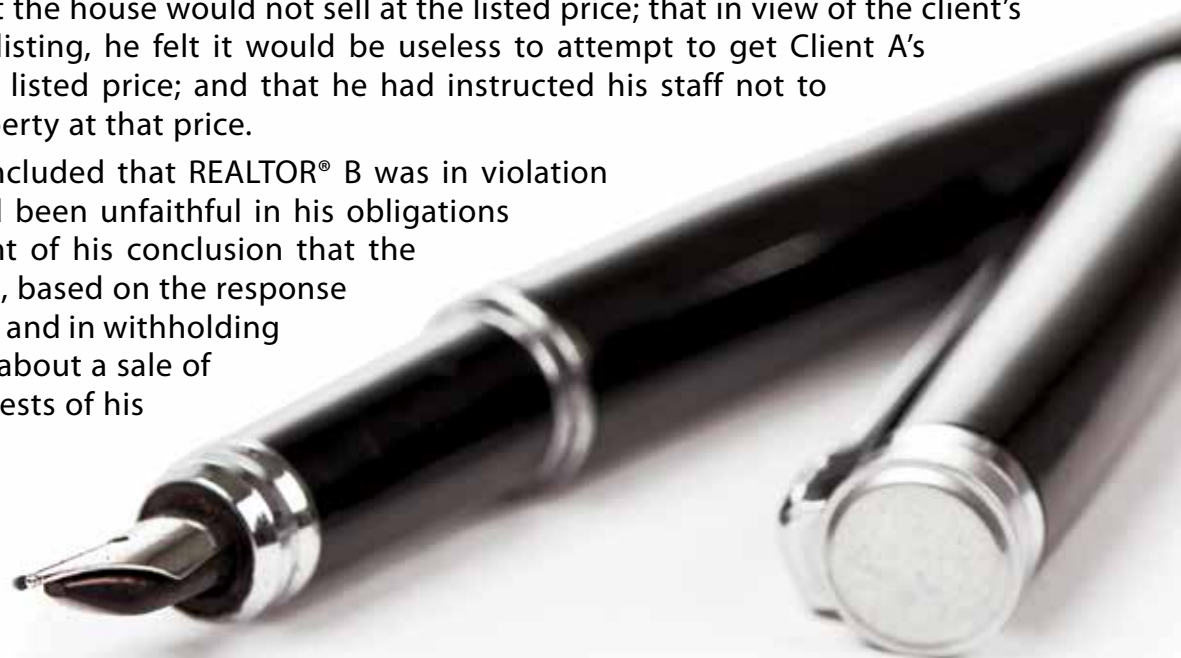 t the house would not sell at the listed price; that in view of the client’s
listing, he felt it would be useless to attempt to get Client A’s
listed price; and that he had instructed his staff not to
erty at that price.
ncluded that REALTOR® B was in violation
been unfaithful in his obligations
nt of his conclusion that the
, based on the response
and in withholding
about a sale of
ests of his